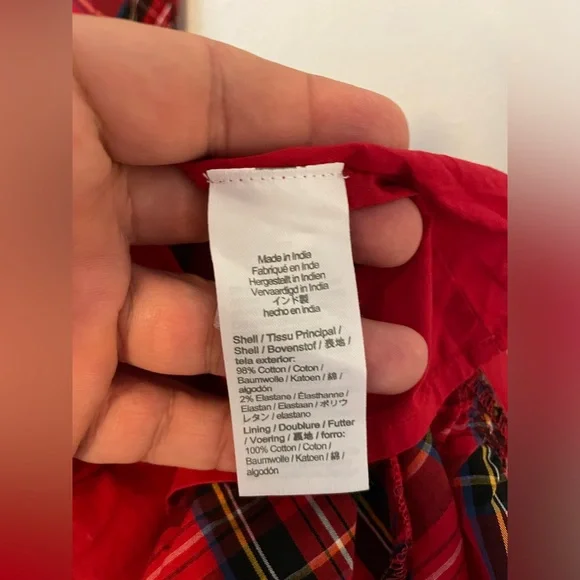 Made in India
Fabriqué en Inde
Hergestellt in Indien
Vervaardigd in India
インド製
hecho en india
Shell / Tissu Principal /
Shell / Bovenstof / 表地 /
tela exterior:
98% Cotton / Coton /
Baumwolle / Katoen / 綿 /
algodón
2% Elastane / Élasthanne /
Elastan / Elastaan / ポリウ
レタン / elastano
Lining / Doublure / Futter
/ Voering / 裏地 / forro:
100% Cotton / Coton /
Baumwolle / Katoen / 綿 /
algodón